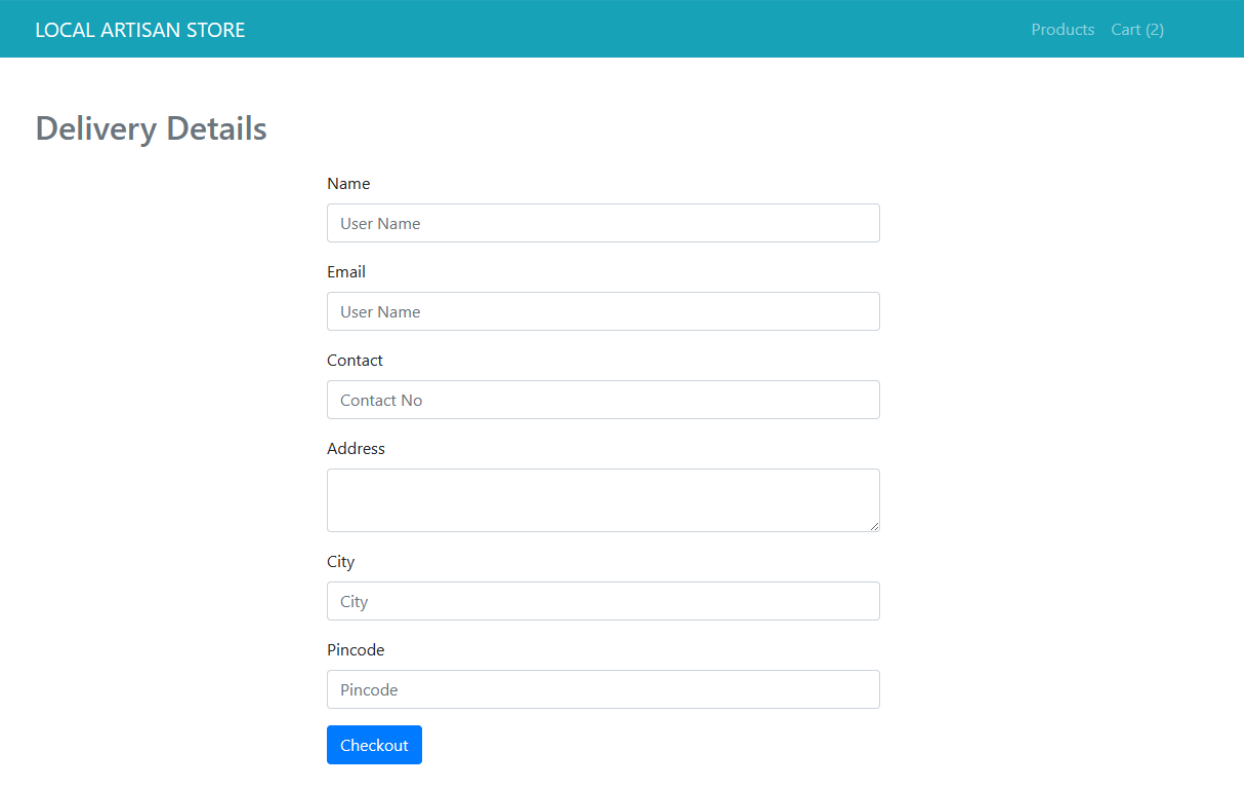 LOCAL ARTISAN STORE Products Cart (2)
Delivery Details
Name
User Name
Email
User Name
Contact
Contact No
Address
City
City
Pincode
Pincode
Checkout